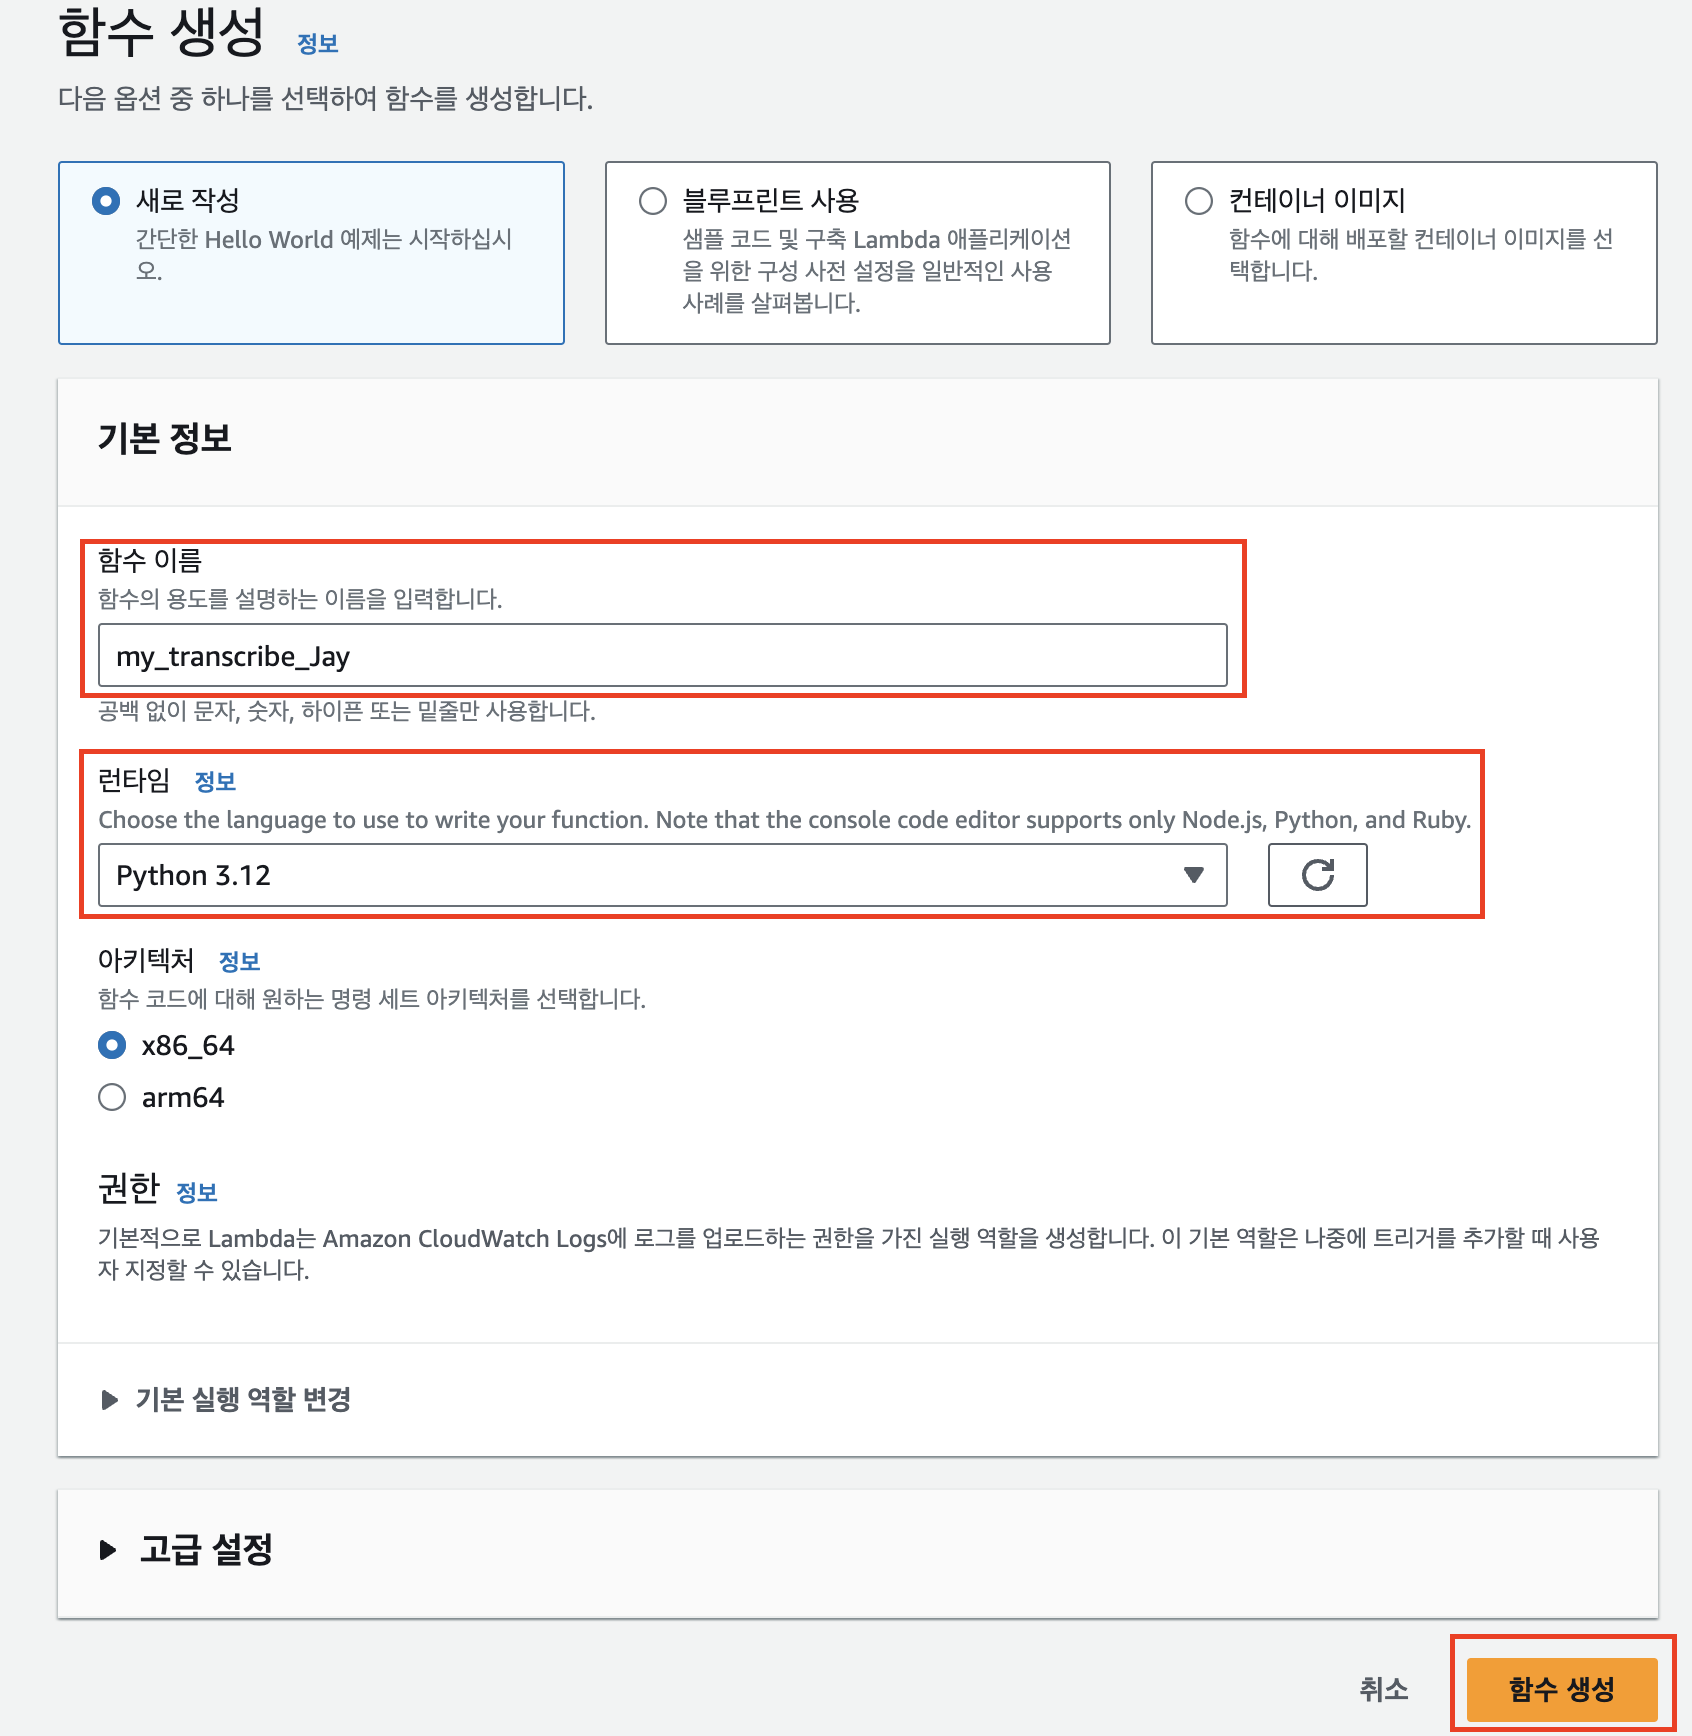 함수 생성 정보
다음 옵션 중 하나를 선택하여 함수를 생성합니다.
새로 작성
간단한 Hello World 예제는 시작하십시
오.
블루프린트 사용
샘플 코드 및 구축 Lambda 애플리케이션
을 위한 구성 사전 설정을 일반적인 사용
사례를 살펴봅니다.
컨테이너 이미지
함수에 대해 배포할 컨테이너 이미지를 선
택합니다.
기본 정보
함수 이름
함수의 용도를 설명하는 이름을 입력합니다.
my_transcribe_Jay
공백 없이 문자, 숫자, 하이픈 또는 밑줄만 사용합니다.
런타임 정보
Choose the language to use to write your function. Note that the console code editor supports only Node.js, Python, and Ruby.
Python 3.12
아키텍처 정보
함수 코드에 대해 원하는 명령 세트 아키텍처를 선택합니다.
x86_64
arm64
권한 정보
기본적으로 Lambda는 Amazon CloudWatch Logs에 로그를 업로드하는 권한을 가진 실행 역할을 생성합니다. 이 기본 역할은 나중에 트리거를 추가할 때 사용
자 지정할 수 있습니다.
기본 실행 역할 변경
고급 설정
취소 함수 생성